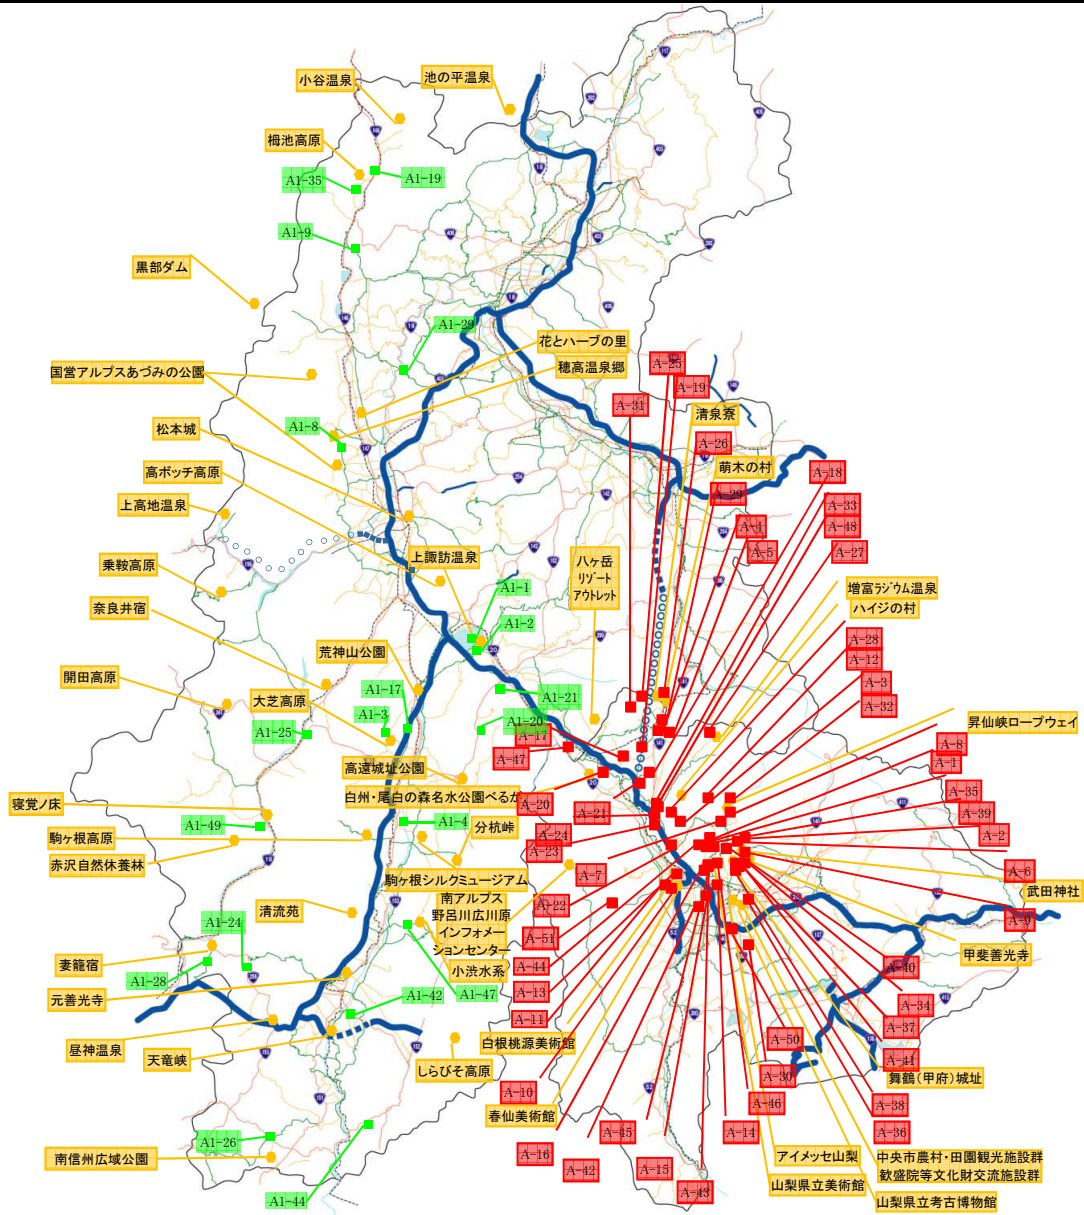 小谷温泉
池の平温泉
栂池高原
A1-35
A1-19
A1-9
黒部ダム
A1-29
花とハーブの里
穂高温泉郷
国営アルプスあづみの公園
A-25
A-19
A-31
清泉寮
A1-8
松本城
A-26
萌木の村
高ボッチ高原
A-18
A-29
上高地温泉
A-33
A-4
A-48
A-5
A-27
上諏訪温泉
八ヶ岳
リゾート
アウトレット
乗鞍高原
A1-1
増富ラジウム温泉
ハイジの村
奈良井宿
A1-2
荒神山公園
A-28
A-12
開田高原
A1-17
大芝高原
A1-21
A-3
A-32
A1-3
A1-20
昇仙峡ロープウェイ
A1-25
A-17
A-8
A-47
A-1
高遠城址公園
白州・尾白の森名水公園べるが
A-35
寝覚ノ床
A-20
A-21
A-39
A1-49
A1-4
分杭峠
A-24
A-2
駒ヶ根高原
A-23
赤沢自然休養林
A-7
A-6
駒ヶ根シルクミュージアム
武田神社
南アルプス
野呂川広川原
インフォメー
ションセンター
A-22
清流苑
A1-24
A-9
A-51
甲斐善光寺
妻籠宿
A-44
A-40
小渋水系
A1-28
A-13
元善光寺
A1-42
A1-47
A-34
A-11
A-37
白根桃源美術館
A-50
昼神温泉
天竜峡
A-41
しらびそ高原
A-30
舞鶴(甲府)城址
A-10
A-46
A-38
春仙美術館
A-45
A-14
A-36
A1-26
A-16
アイメッセ山梨
中央市農村・田園観光施設群
歓盛院等文化財交流施設群
南信州広域公園
A-42
A-15
山梨県立美術館
A-43
A1-44
山梨県立考古博物館